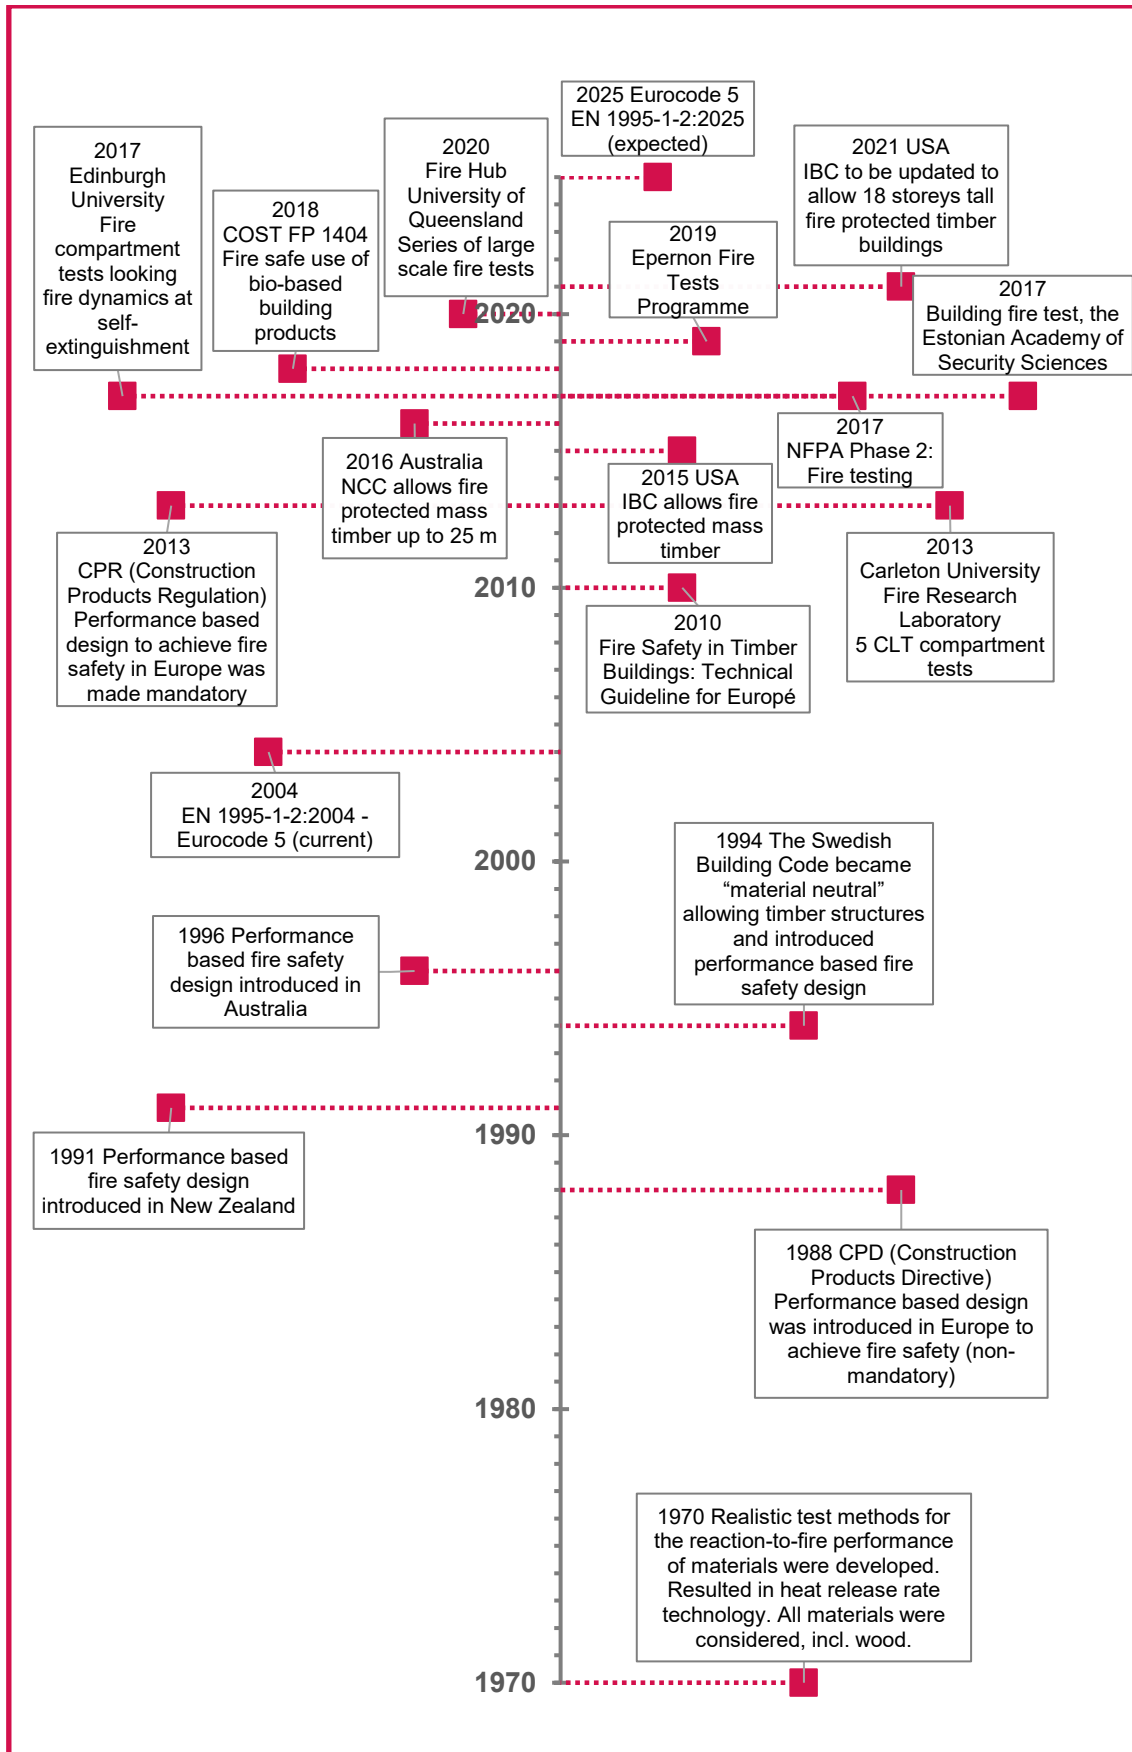 2025 Eurocode 5
EN 1995-1-2:2025
(expected)
2017
Edinburgh
University
Fire
compartment
tests looking
fire dynamics at
self-
extinguishment
2020
Fire Hub
University of
Queensland
Series of large
scale fire tests
2021 USA
IBC to be updated to
allow 18 storeys tall
fire protected timber
buildings
2018
COST FP 1404
Fire safe use of
bio-based
building
products
2019
Epernon Fire
Tests
Programme
2017
Building fire test, the
Estonian Academy of
Security Sciences
2020
2017
NFPA Phase 2:
Fire testing
2016 Australia
NCC allows fire
protected mass
timber up to 25 m
2015 USA
IBC allows fire
protected mass
timber
2013
CPR (Construction
Products Regulation)
Performance based
design to achieve fire
safety in Europe was
made mandatory
2013
Carleton University
Fire Research
Laboratory
5 CLT compartment
tests
2010
2010
Fire Safety in Timber
Buildings: Technical
Guideline for Europé
2004
EN 1995-1-2:2004 -
Eurocode 5 (current)
2000
1994 The Swedish
Building Code became
“material neutral”
allowing timber structures
and introduced
performance based fire
safety design
1996 Performance
based fire safety
design introduced in
Australia
1990
1991 Performance based
fire safety design
introduced in New Zealand
1988 CPD (Construction
Products Directive)
Performance based design
was introduced in Europe to
achieve fire safety (non-
mandatory)
1980
1970 Realistic test methods for
the reaction-to-fire performance
of materials were developed.
Resulted in heat release rate
technology. All materials were
considered, incl. wood.
1970